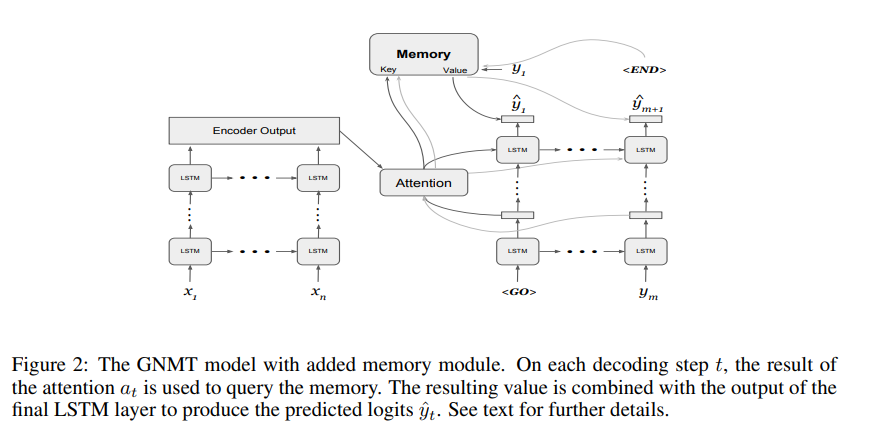 Memory
Key Value
y₁
<END>
ŷ₁
ŷₘ₊₁
Encoder Output
LSTM LSTM
LSTM LSTM
Attention
LSTM LSTM
LSTM LSTM
x₁
xₙ
<GO>
yₘ
Figure 2: The GNMT model with added memory module. On each decoding step t, the result of
the attention aₜ is used to query the memory. The resulting value is combined with the output of the
final LSTM layer to produce the predicted logits ŷₜ. See text for further details.